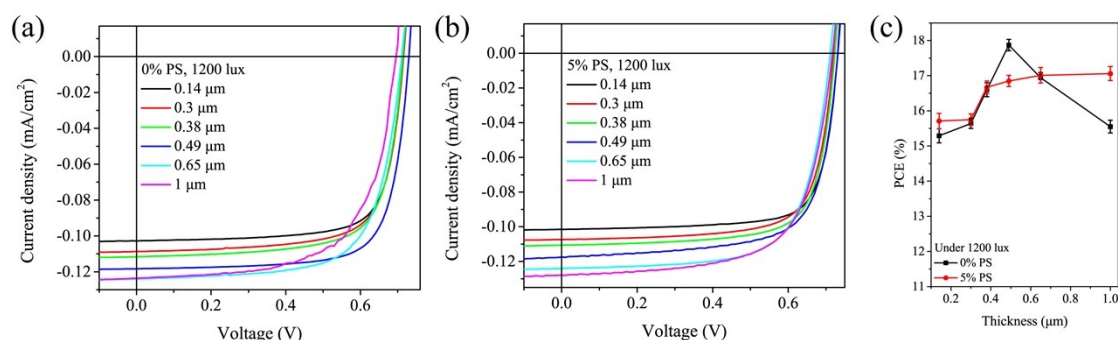 (a)
0.00
-0.02
-0.04
-0.06
-0.08
-0.10
-0.12
Current density (mA/cm²)
0% PS, 1200 lux
0.14 μm
0.3 μm
0.38 μm
0.49 μm
0.65 μm
1 μm
0.0 0.2 0.4 0.6
Voltage (V)
(b)
0.00
-0.02
-0.04
-0.06
-0.08
-0.10
-0.12
Current density (mA/cm²)
5% PS, 1200 lux
0.14 μm
0.3 μm
0.38 μm
0.49 μm
0.65 μm
1 μm
0.0 0.2 0.4 0.6
Voltage (V)
(c)
19
18
17
16
15
14
13
12
11
PCE (%)
Under 1200 lux
0% PS
5% PS
0.2 0.4 0.6 0.8 1.0
Thickness (μm)